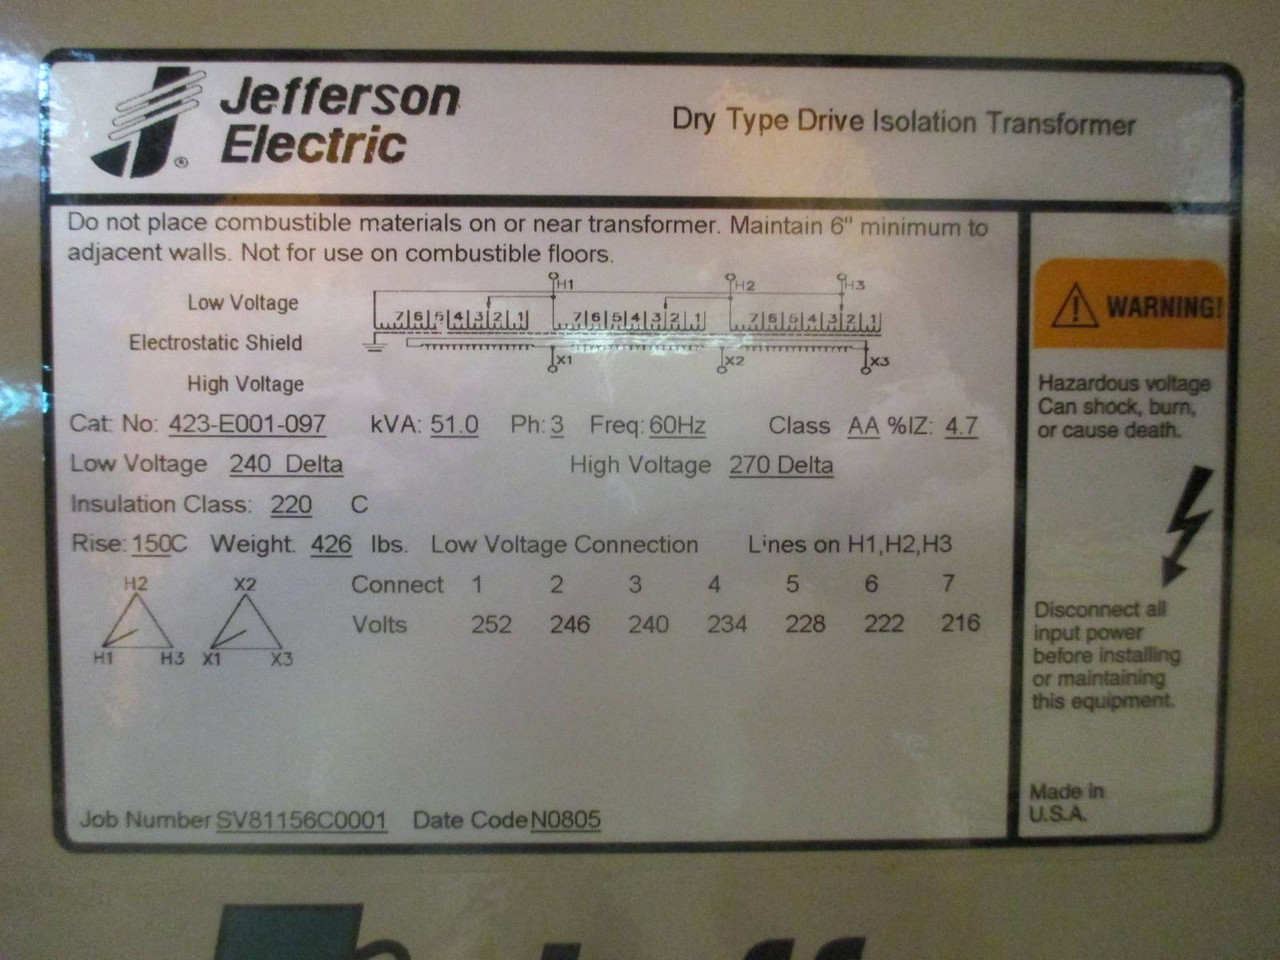 Jefferson
Electric
®
Dry Type Drive Isolation Transformer
Do not place combustible materials on or near transformer. Maintain 6" minimum to
adjacent walls. Not for use on combustible floors.
H1 H2 H3
Low Voltage
7 6 5 4 3 2 1 7 6 5 4 3 2 1 7 6 5 4 3 2 1
Electrostatic Shield
X1 X2 X3
High Voltage
Cat. No: 423-E001-097 kVA: 51.0 Ph: 3 Freq: 60Hz Class AA %IZ: 4.7
Low Voltage 240 Delta High Voltage 270 Delta
Insulation Class: 220 C
Rise: 150C Weight. 426 lbs. Low Voltage Connection Lines on H1,H2,H3
H2 X2
H1 H3 X1 X3
Connect 1 2 3 4 5 6 7
Volts 252 246 240 234 228 222 216
Job Number SV81156C0001 Date Code N0805
WARNING!
Hazardous voltage
Can shock, burn,
or cause death.
Disconnect all
input power
before installing
or maintaining
this equipment.
Made in
U.S.A.